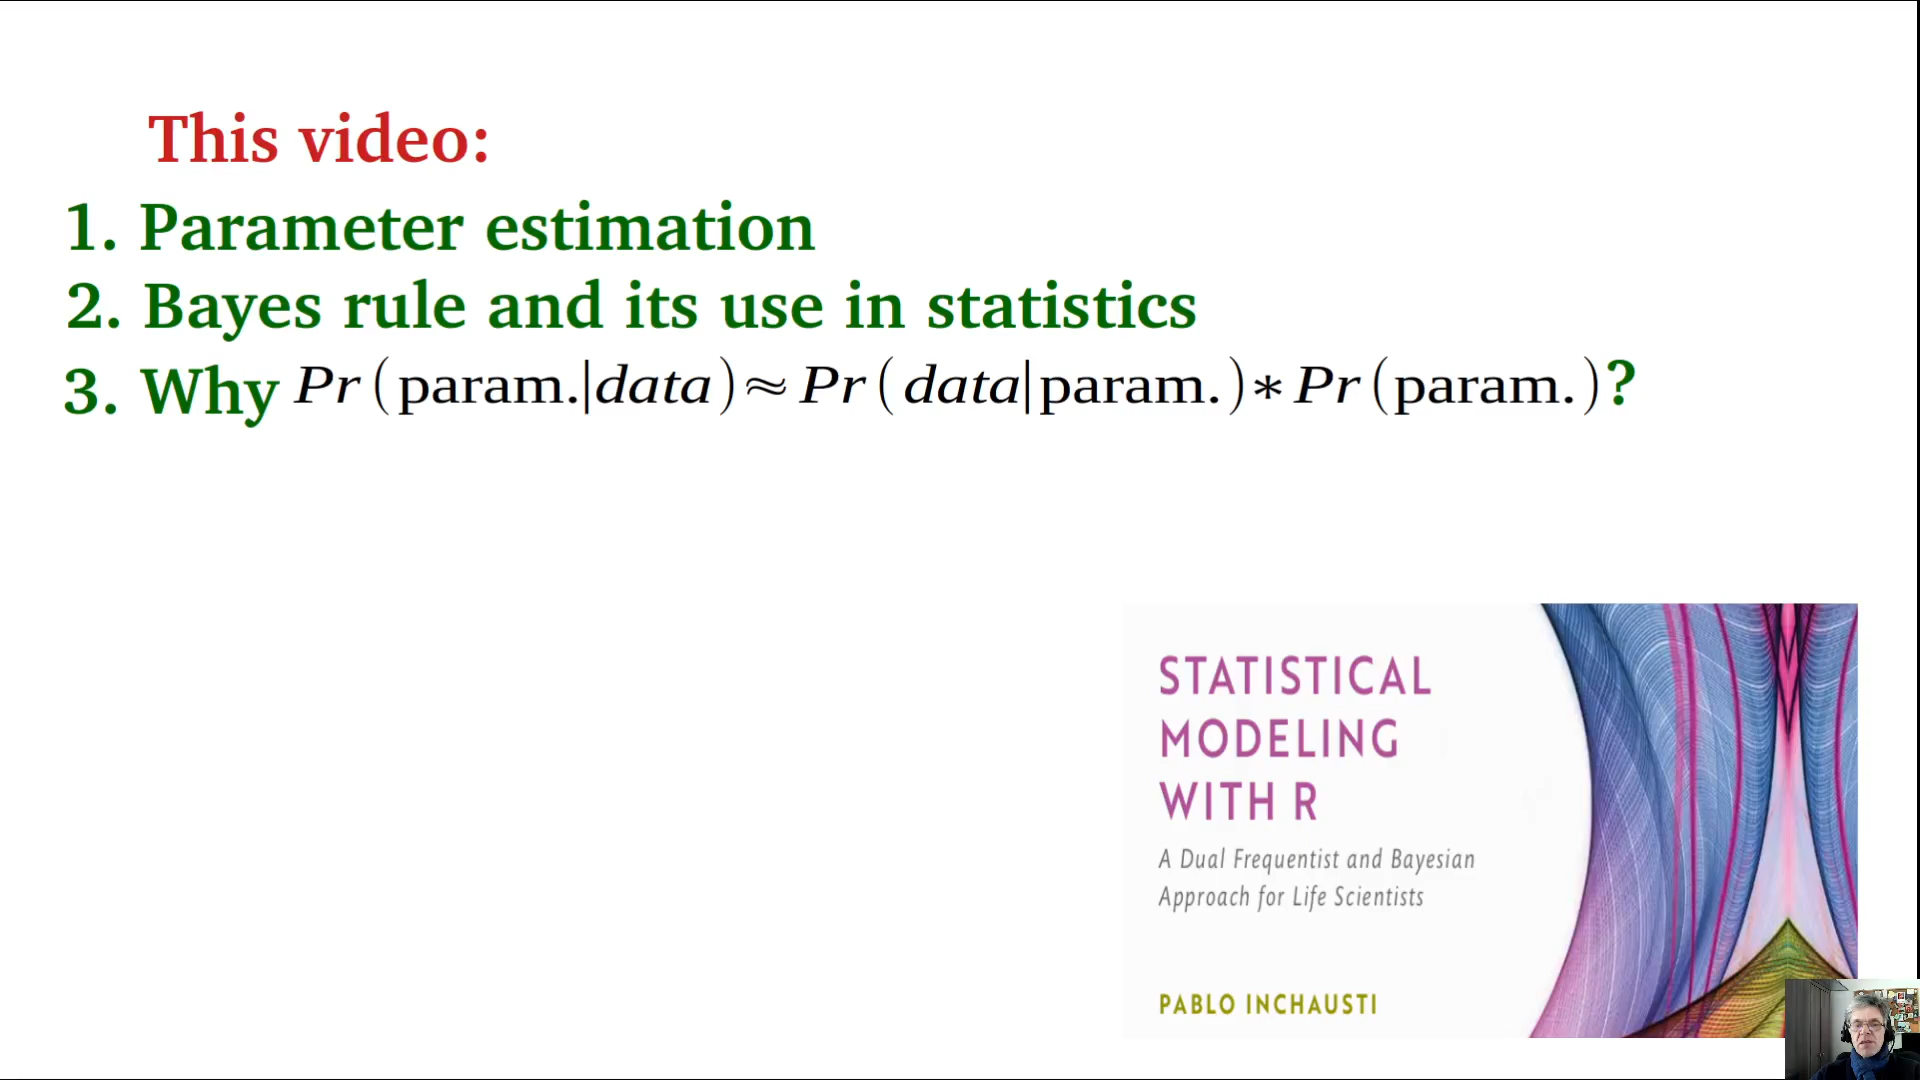 This video:
1. Parameter estimation
2. Bayes rule and its use in statistics
3. Why Pr(param.|data)≈Pr(data|param.)*Pr(param.)?
STATISTICAL
MODELING
WITH R
A Dual Frequentist and Bayesian
Approach for Life Scientists
PABLO INCHAUSTI